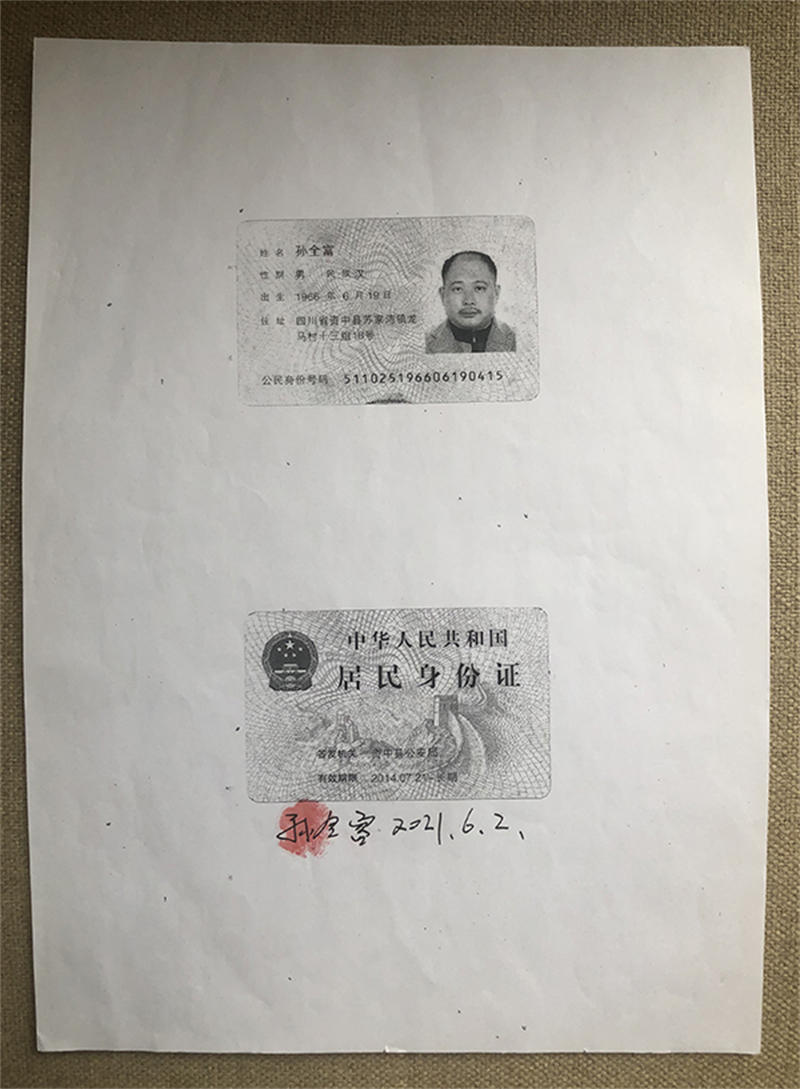 姓名 孙全富
性别 男 民族 汉
出生 1966 年 6 月 19 日
住址 四川省资中县苏家湾镇龙
马村十三组18号
公民身份号码 511025196606190415
中华人民共和国
居民身份证
签发机关 资中县公安局
有效期限 2014.07.21-长期
孙全富 2021.6.2.